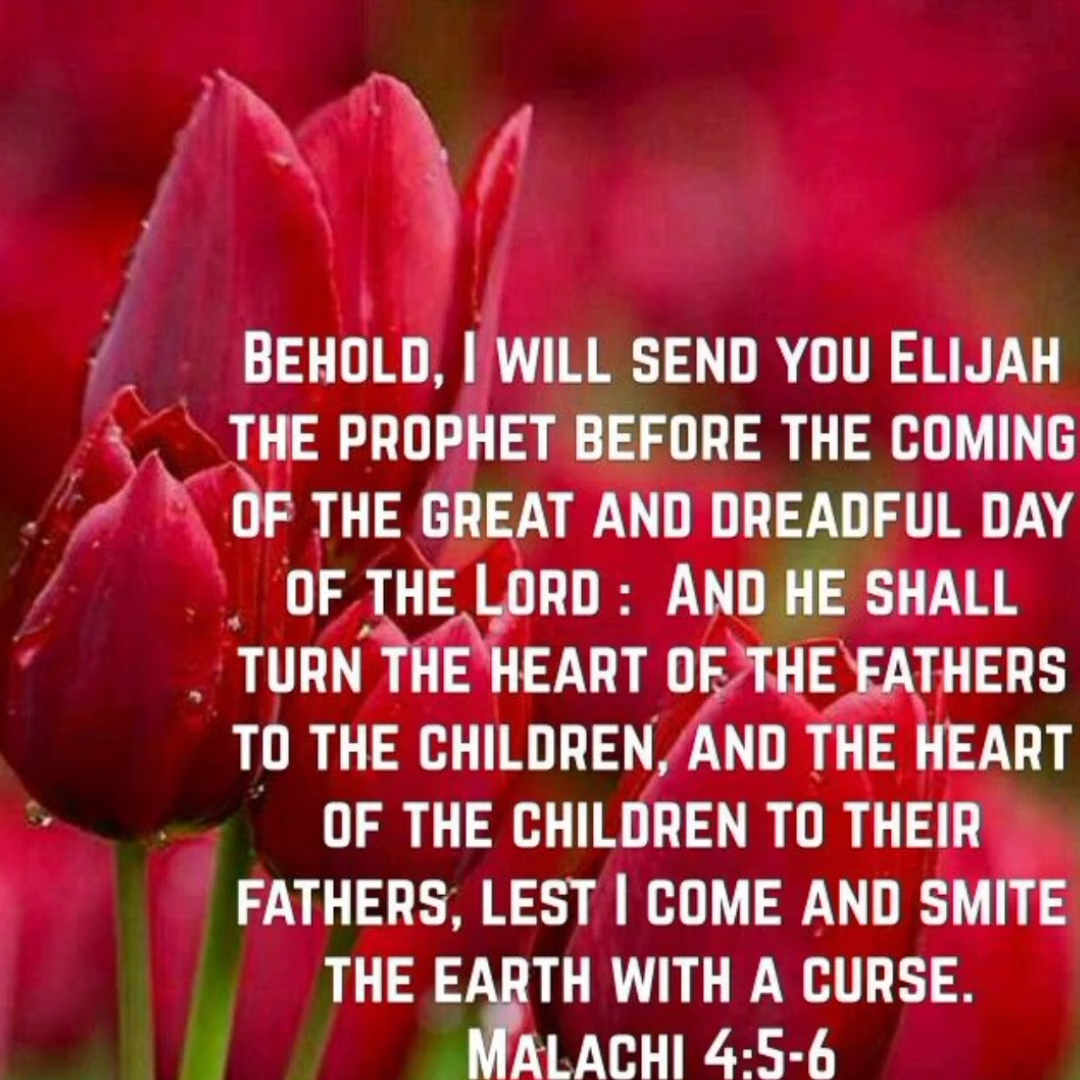 Behold, I will send you Elijah
the prophet before the coming
of the great and dreadful day
of the Lord :  And he shall
turn the heart of the fathers
to the children, and the heart
of the children to their
fathers, lest I come and smite
the earth with a curse.
Malachi 4:5-6